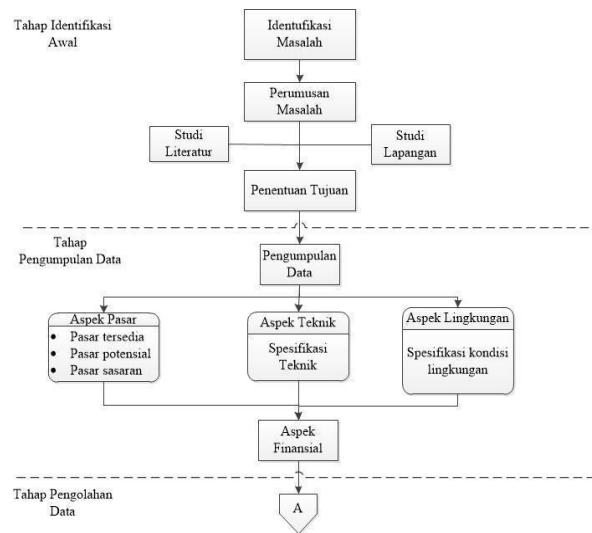 Tahap Identifikasi
Awal
Identufikasi
Masalah
Perumusan
Masalah
Studi
Literatur
Studi
Lapangan
Penentuan Tujuan
Tahap
Pengumpulan Data
Pengumpulan
Data
Aspek Pasar
• Pasar tersedia
• Pasar potensial
• Pasar sasaran
Aspek Teknik
Spesifikasi
Teknik
Aspek Lingkungan
Spesifikasi kondisi
lingkungan
Aspek
Finansial
Tahap Pengolahan
Data
A